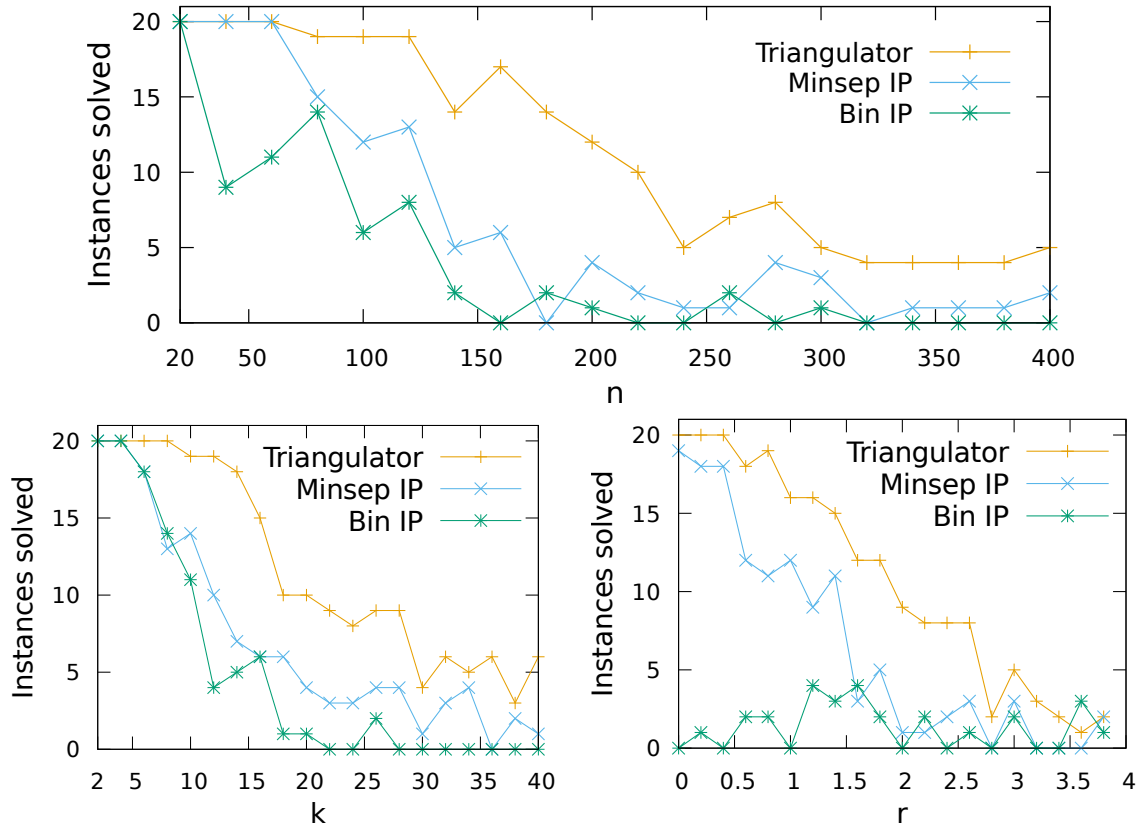 Instances solved
20
15
10
5
0
Triangulator
Minsep IP
Bin IP
20 50 100 150 200 250 300 350 400
n
Instances solved
20
15
10
5
0
Triangulator
Minsep IP
Bin IP
2 5 10 15 20 25 30 35 40
k
Instances solved
20
15
10
5
0
Triangulator
Minsep IP
Bin IP
0 0.5 1 1.5 2 2.5 3 3.5 4
r